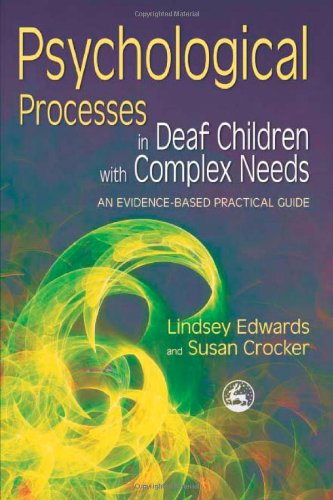 Psychological
Processes
in Deaf Children
with Complex Needs
AN EVIDENCE-BASED PRACTICAL GUIDE
Lindsey Edwards
and Susan Crocker